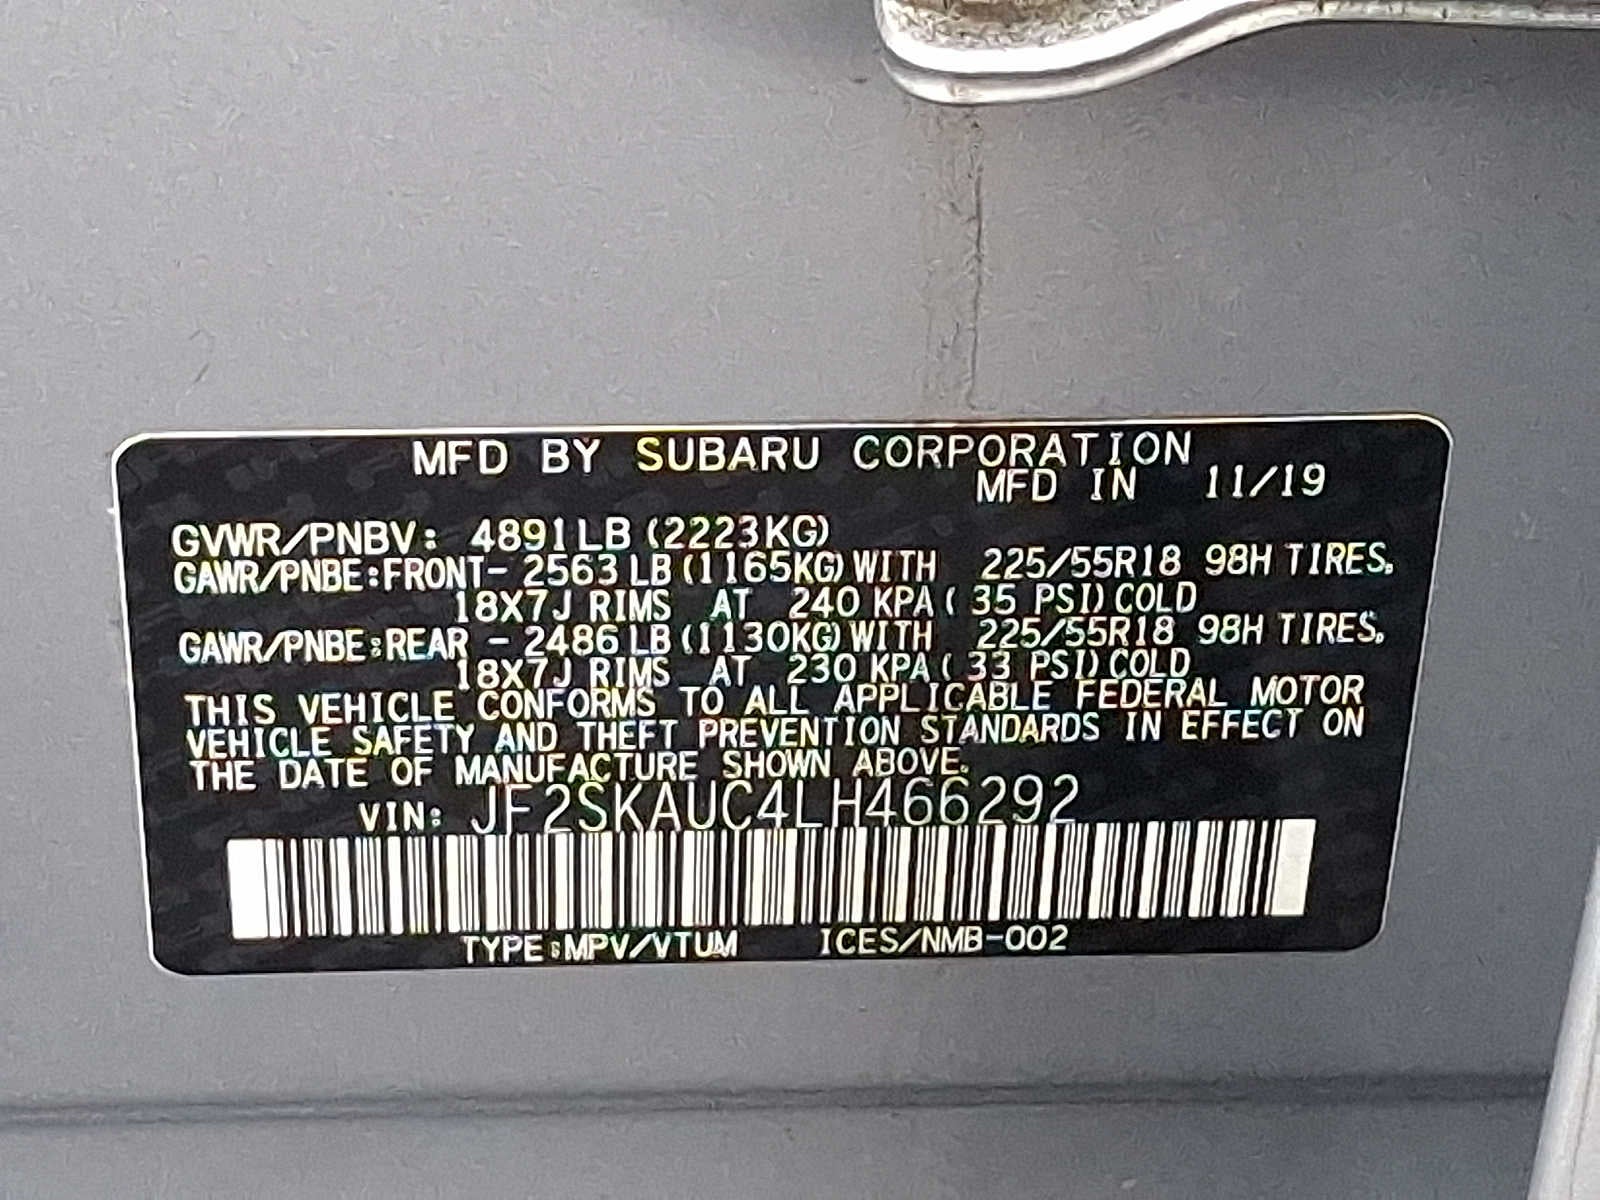 MFD BY SUBARU CORPORATION
MFD IN 11/19
GVWR/PNBV: 4891LB (2223KG)
GAWR/PNBE:FRONT- 2563 LB (1165KG) WITH 225/55R18 98H TIRES.
18X7J RIMS AT 240 KPA ( 35 PSI) COLD
GAWR/PNBE:REAR - 2486 LB (1130KG) WITH 225/55R18 98H TIRES.
18X7J RIMS AT 230 KPA ( 33 PSI) COLD
THIS VEHICLE CONFORMS TO ALL APPLICABLE FEDERAL MOTOR
VEHICLE SAFETY AND THEFT PREVENTION STANDARDS IN EFFECT ON
THE DATE OF MANUFACTURE SHOWN ABOVE.
VIN: JF2SKAUC4LH466292
TYPE:MPV/VTUM ICES/NMB-002